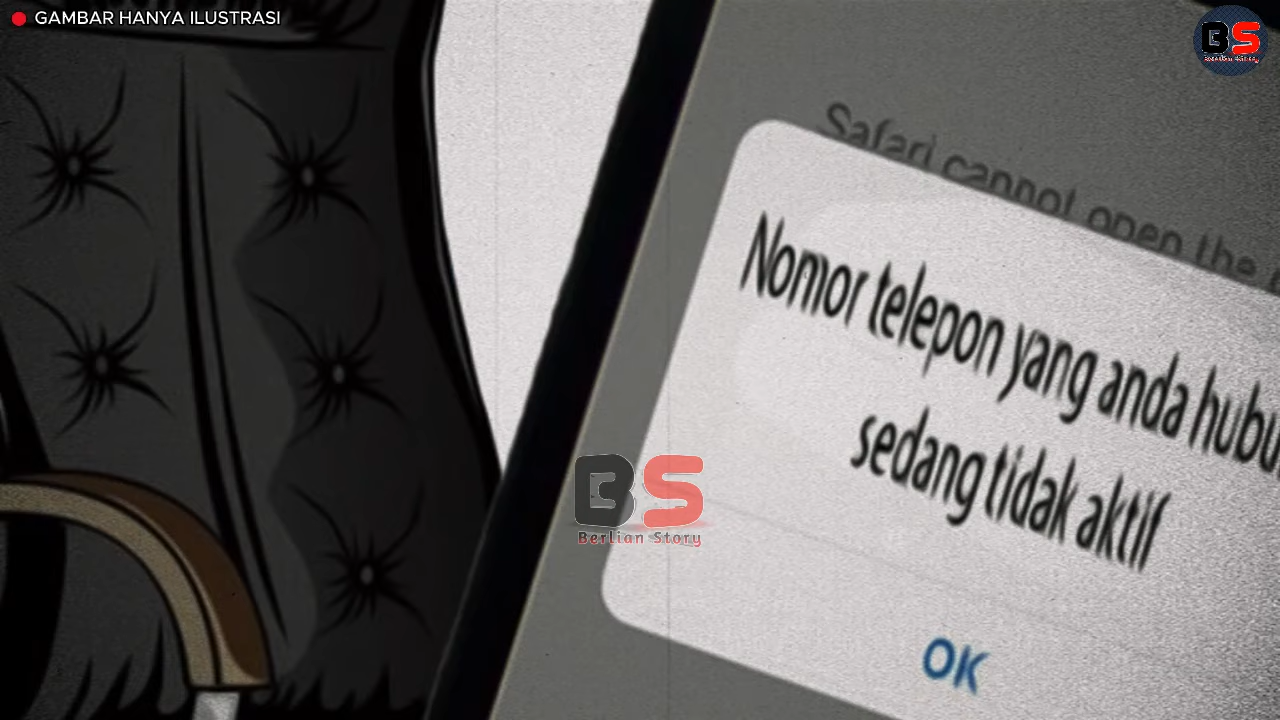 GAMBAR HANYA ILUSTRASI
BS
Safari cannot open the
Nomor telepon yang anda hubu
sedang tidak aktif
BS
Berlian Story
OK